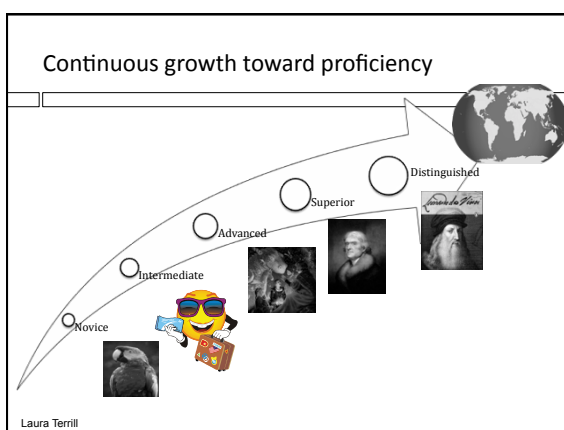 Continuous growth toward proficiency
Distinguished
Superior
Advanced
Intermediate
Novice
Laura Terrill